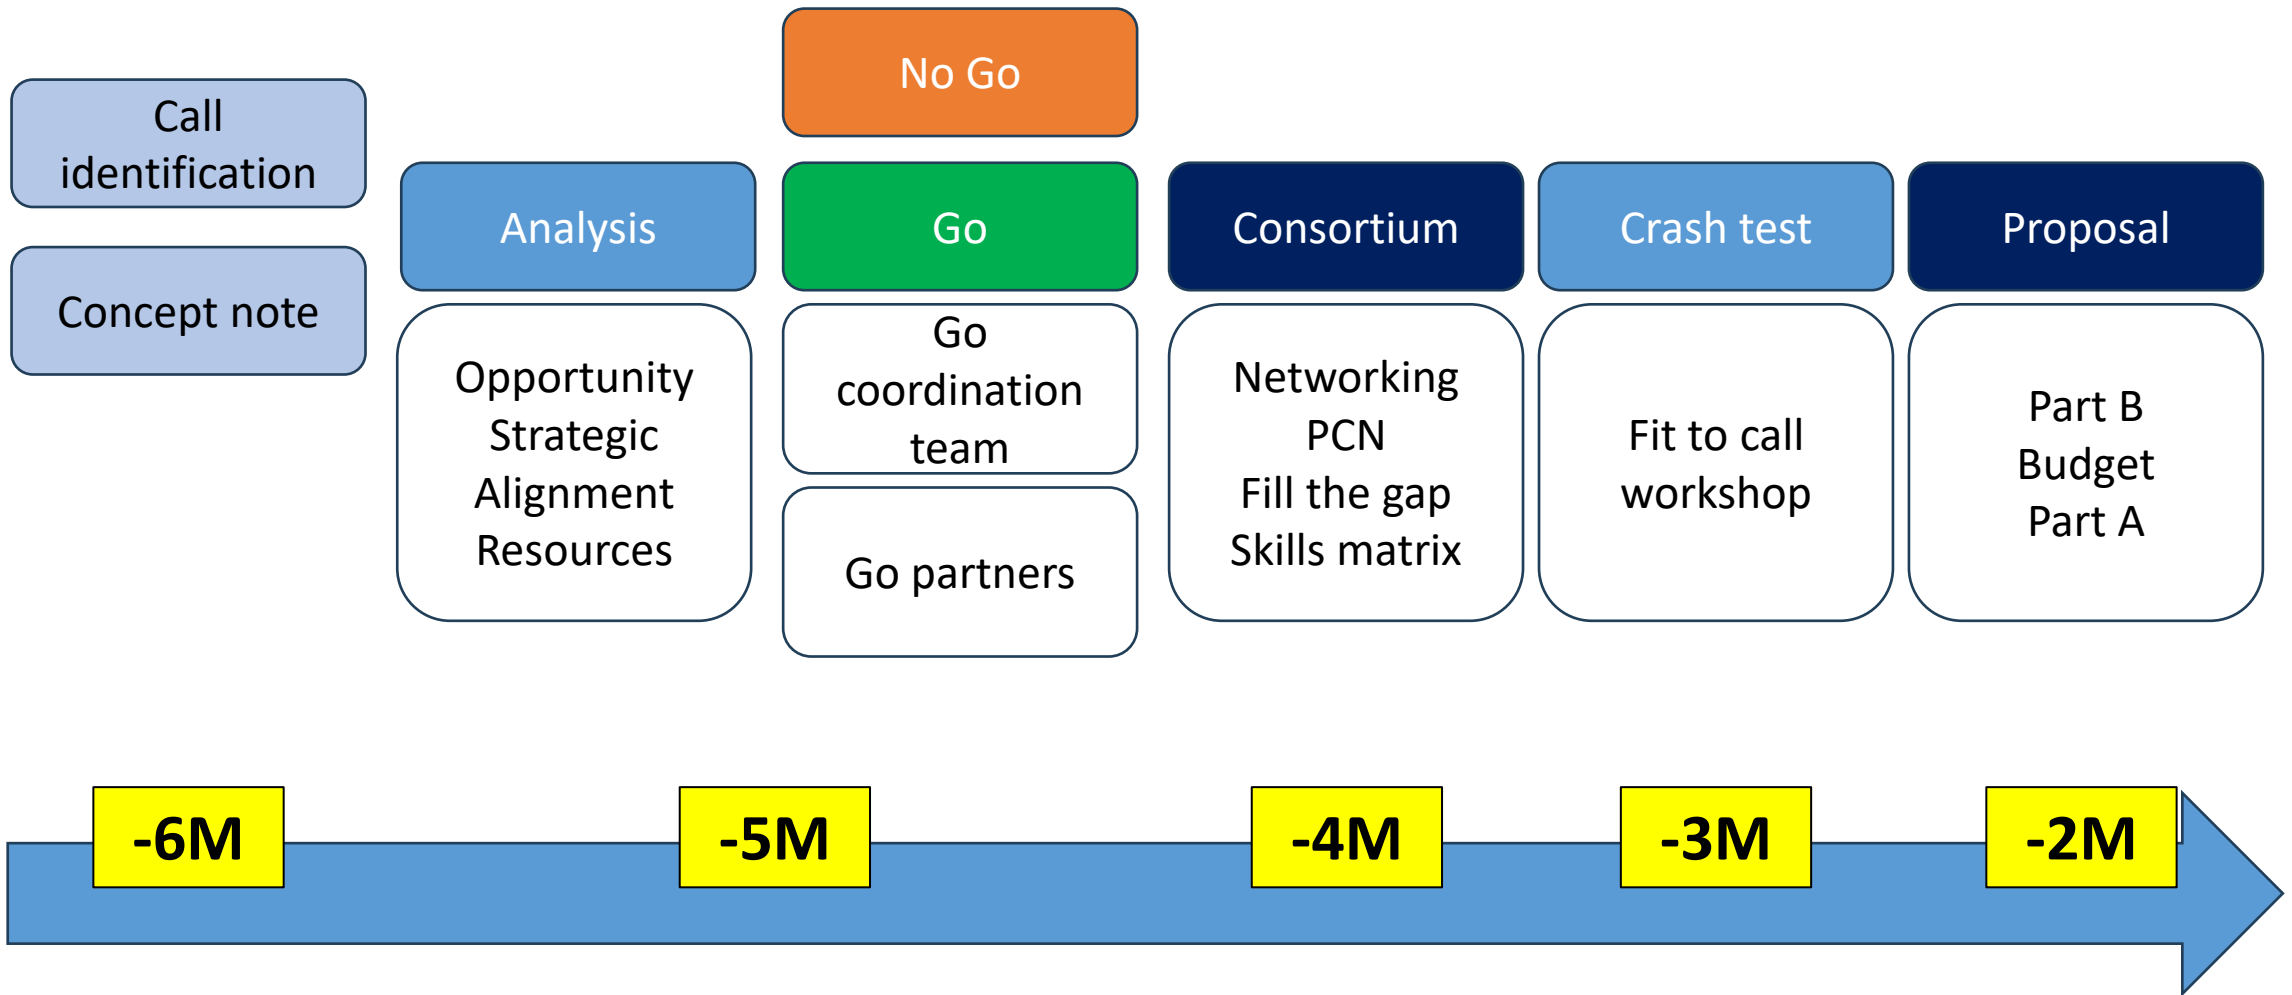 Call
identification
Concept note
Analysis
Opportunity
Strategic
Alignment
Resources
No Go
Go
Go
coordination
team
Go partners
Consortium
Networking
PCN
Fill the gap
Skills matrix
Crash test
Fit to call
workshop
Proposal
Part B
Budget
Part A
-6M
-5M
-4M
-3M
-2M